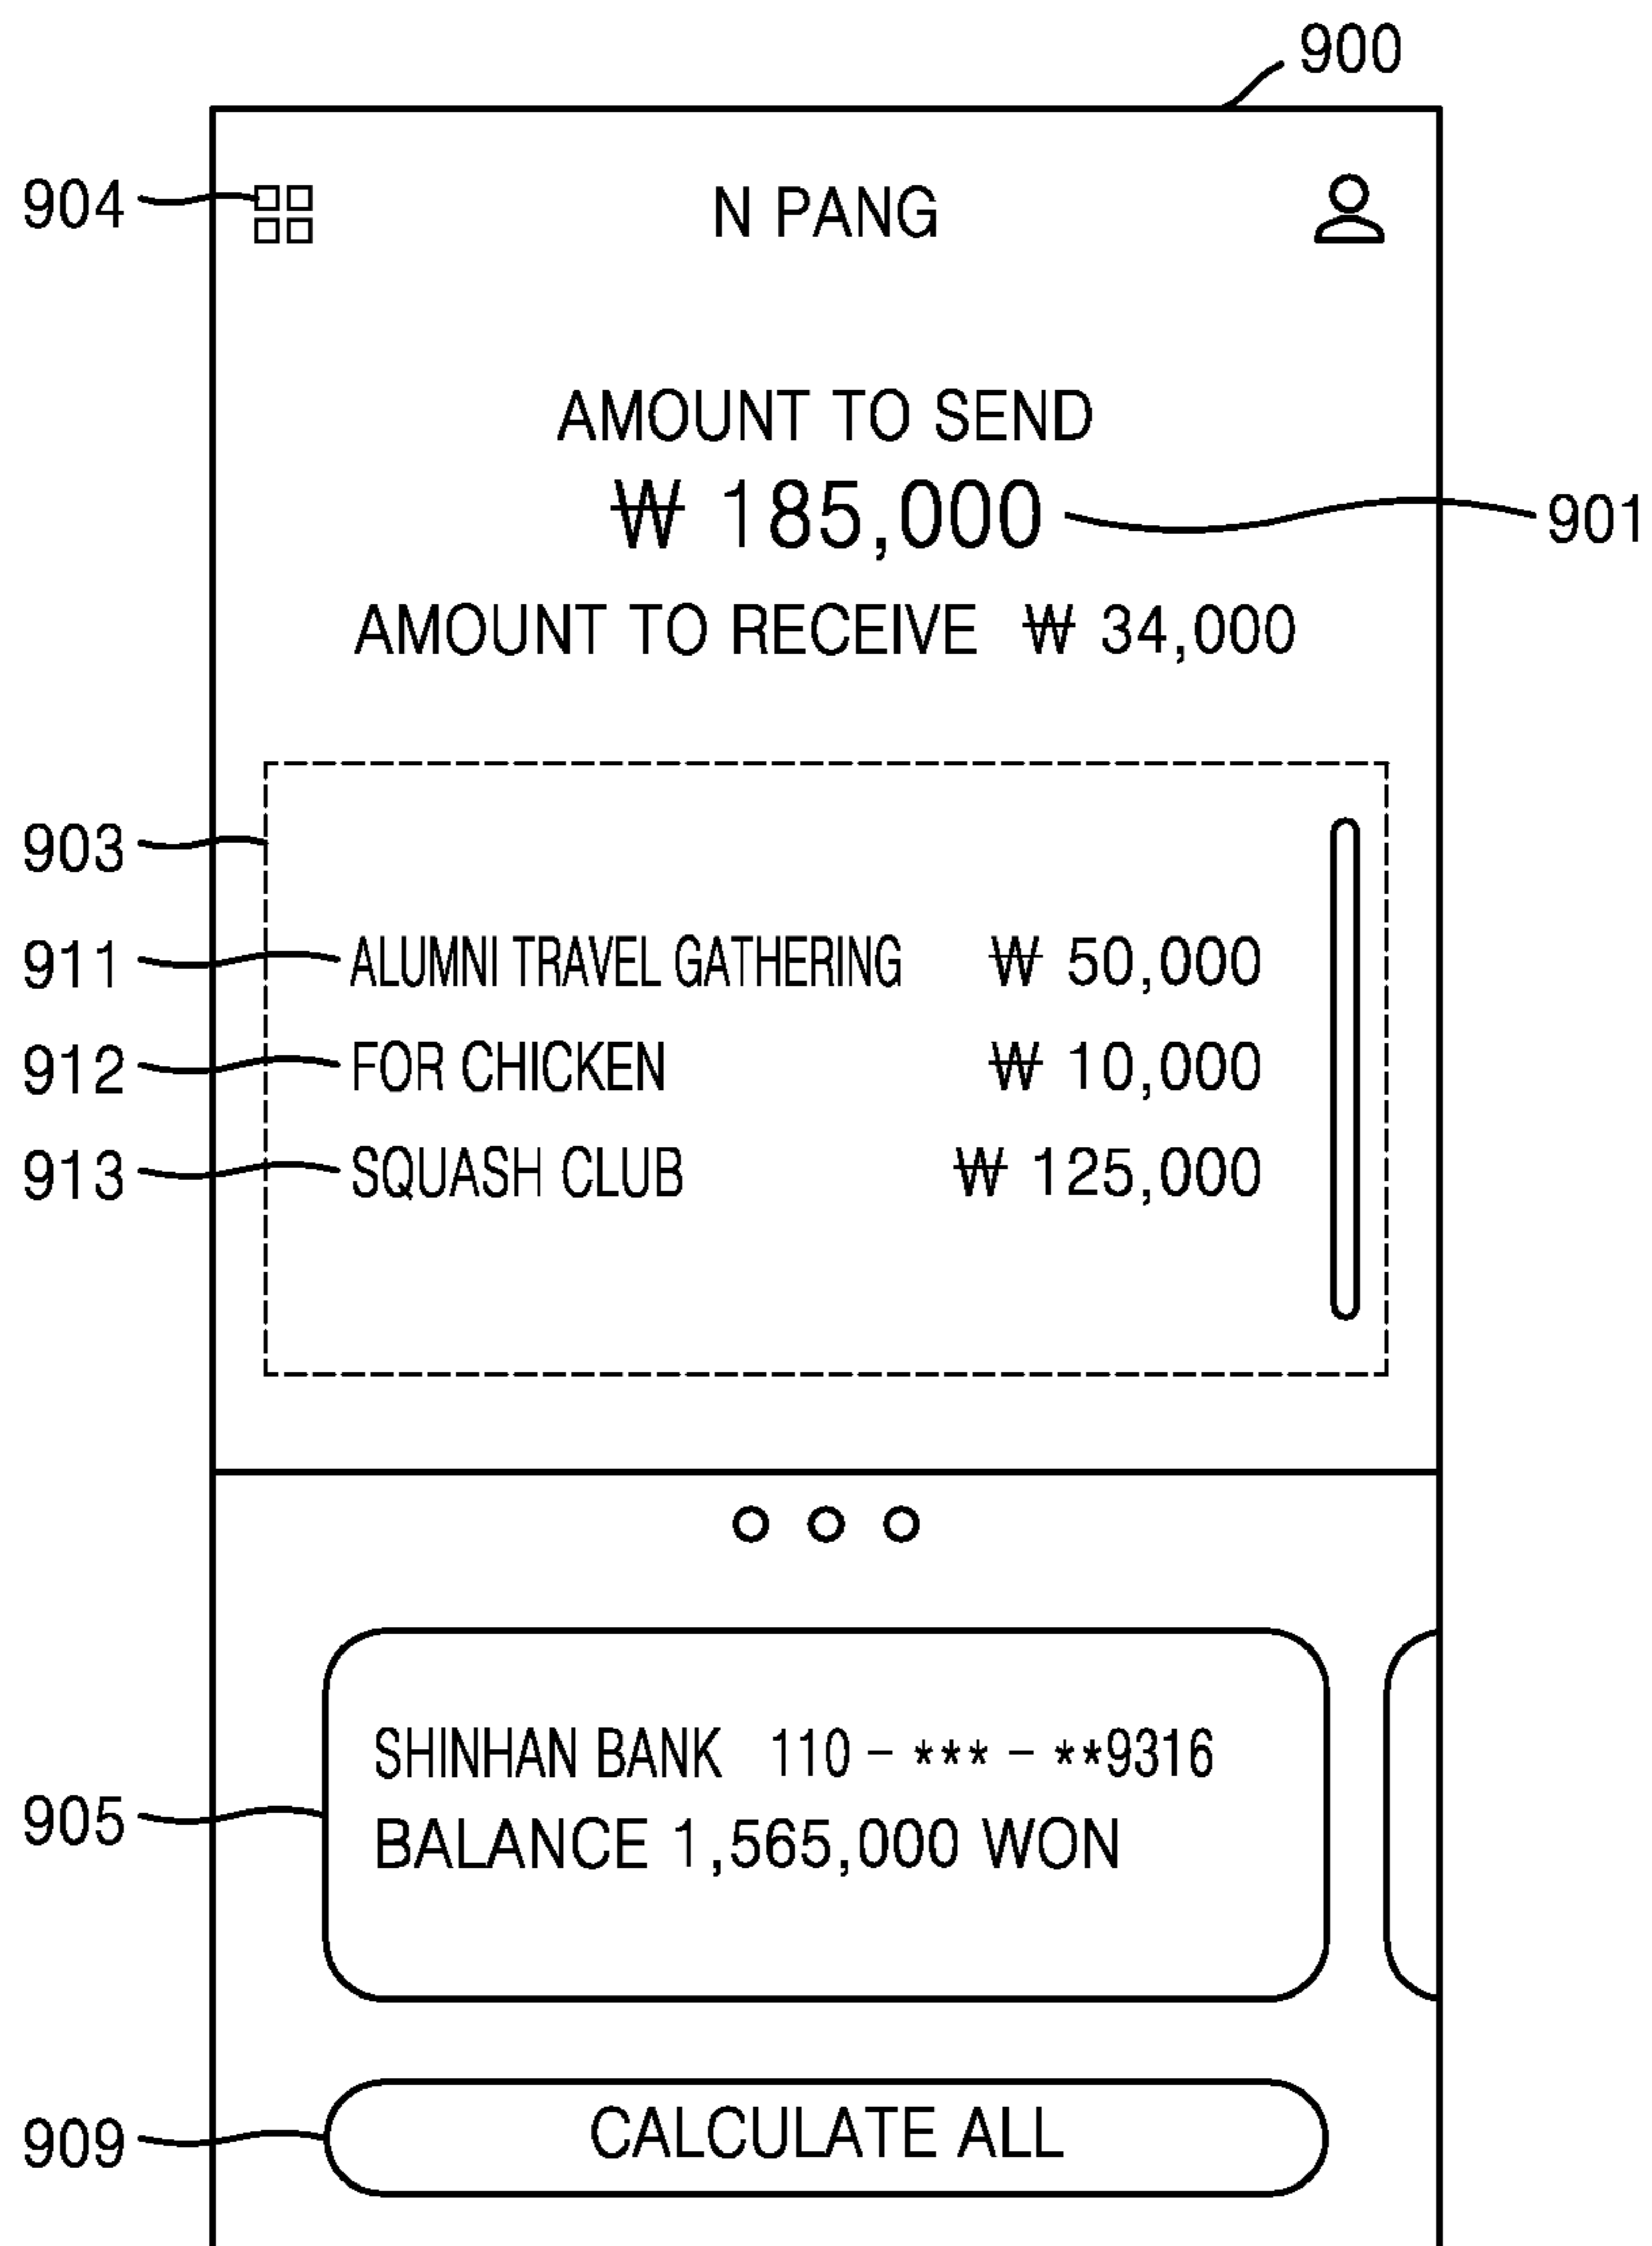 900
904 N PANG
AMOUNT TO SEND
₩ 185,000 901
AMOUNT TO RECEIVE ₩ 34,000
903
911 ALUMNI TRAVEL GATHERING ₩ 50,000
912 FOR CHICKEN ₩ 10,000
913 SQUASH CLUB ₩ 125,000
SHINHAN BANK 110 – *** – **9316
905
BALANCE 1,565,000 WON
909 CALCULATE ALL